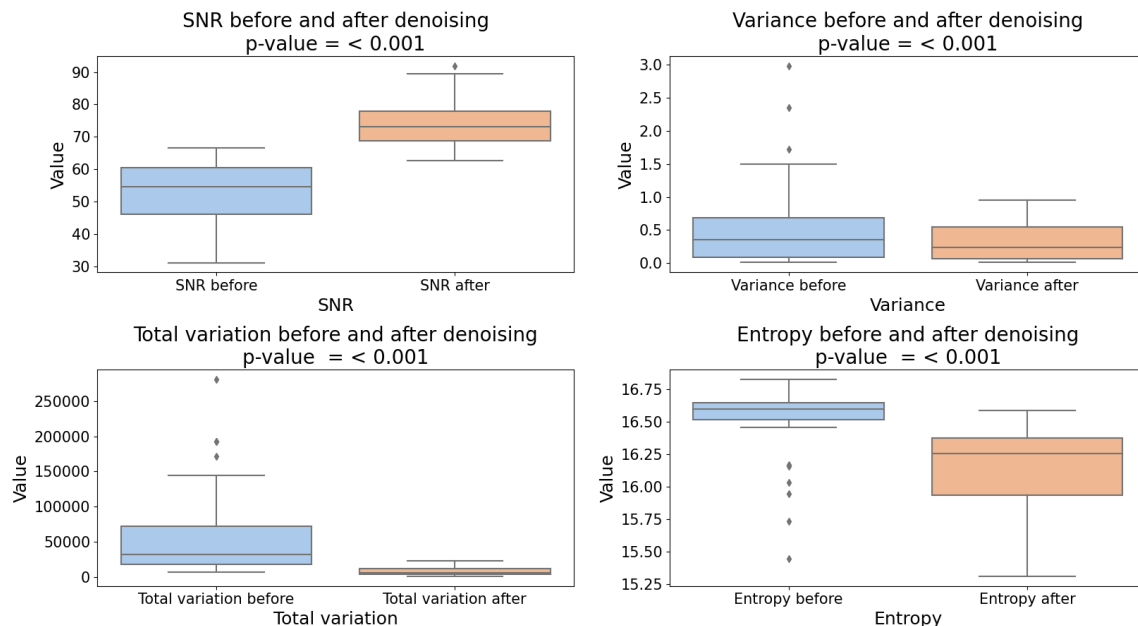 SNR before and after denoising
p-value = < 0.001
Value
90
80
70
60
50
40
30
SNR before
SNR after
SNR
Variance before and after denoising
p-value = < 0.001
Value
3.0
2.5
2.0
1.5
1.0
0.5
0.0
Variance before
Variance after
Variance
Total variation before and after denoising
p-value  = < 0.001
Value
250000
200000
150000
100000
50000
0
Total variation before
Total variation after
Total variation
Entropy before and after denoising
p-value  = < 0.001
Value
16.75
16.50
16.25
16.00
15.75
15.50
15.25
Entropy before
Entropy after
Entropy